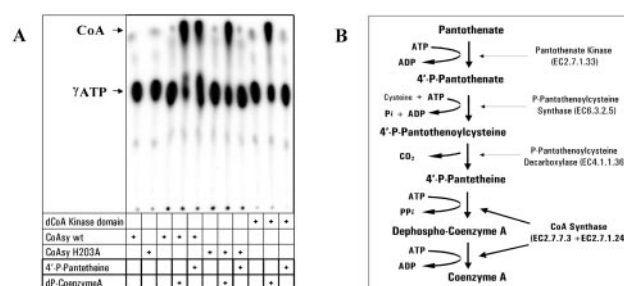 A
CoA
γATP
dCoA Kinase domain + + +
CoAsy wt + + + +
CoAsy H203A + + + +
4'-P-Pantetheine + + +
dP-CoenzymeA + + +
B
Pantothenate
ATP
ADP
Pantothenate Kinase
(EC2.7.1.33)
4'-P-Pantothenate
Cysteine + ATP
Pi + ADP
P-Pantothenoylcysteine
Synthase (EC6.3.2.5)
4'-P-Pantothenoylcysteine
CO2
P-Pantothenoylcysteine
Decarboxylase (EC4.1.1.36)
4'-P-Pantetheine
ATP
PPi
Dephospho-Coenzyme A
CoA Synthase
(EC2.7.7.3 +EC2.7.1.24)
ATP
ADP
Coenzyme A